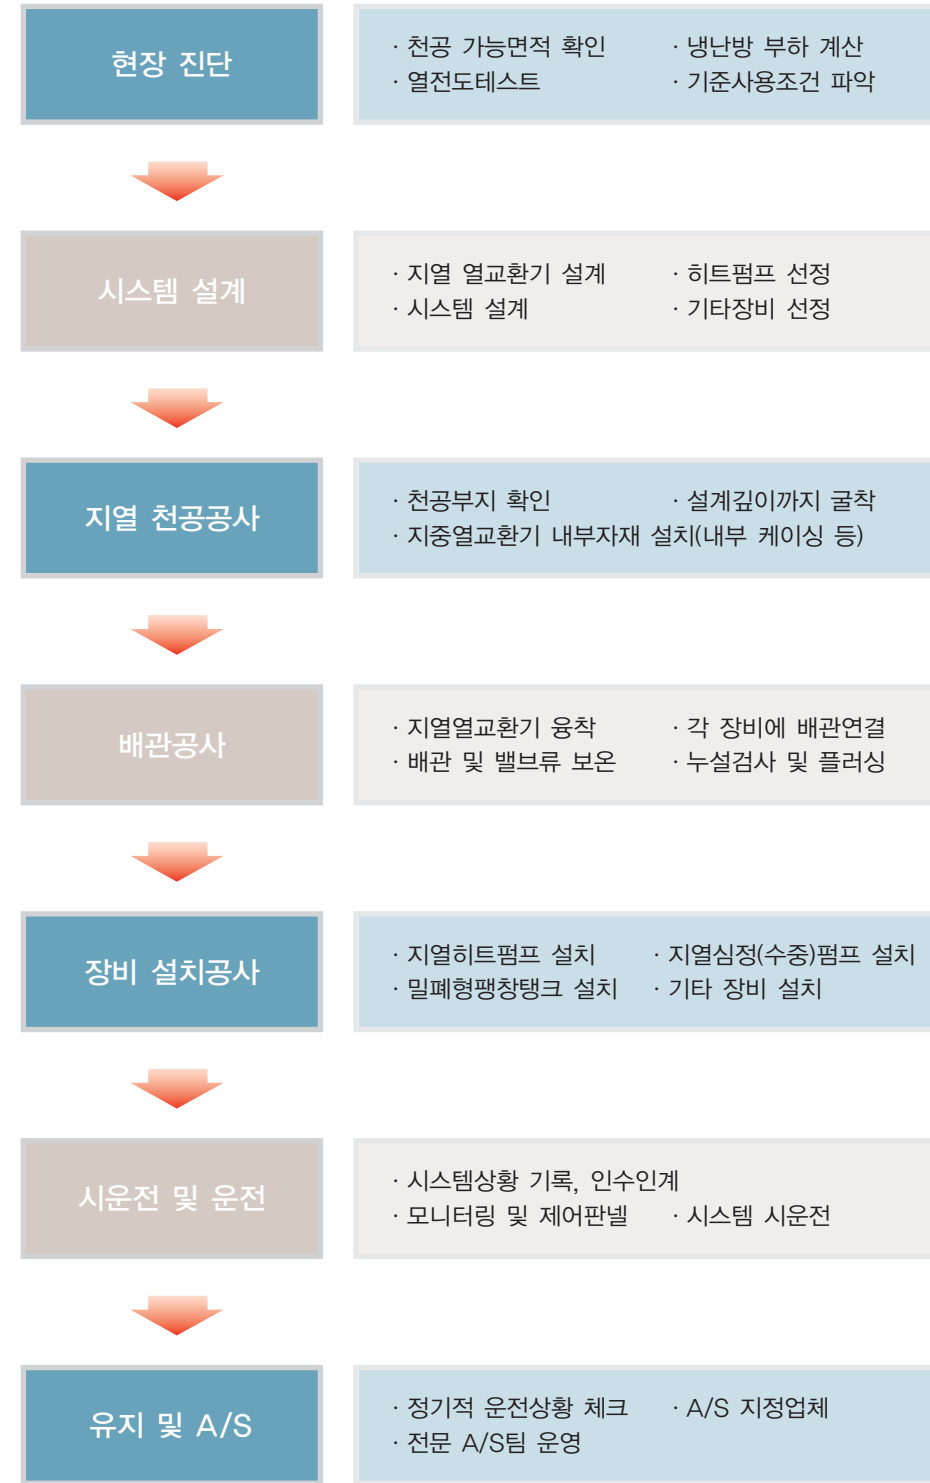 현장 진단
· 천공 가능면적 확인 · 냉난방 부하 계산
· 열전도테스트 · 기준사용조건 파악
시스템 설계
· 지열 열교환기 설계 · 히트펌프 선정
· 시스템 설계 · 기타장비 선정
지열 천공공사
· 천공부지 확인 · 설계깊이까지 굴착
· 지중열교환기 내부자재 설치(내부 케이싱 등)
배관공사
· 지열열교환기 융착 · 각 장비에 배관연결
· 배관 및 밸브류 보온 · 누설검사 및 플러싱
장비 설치공사
· 지열히트펌프 설치 · 지열심정(수중)펌프 설치
· 밀폐형팽창탱크 설치 · 기타 장비 설치
시운전 및 운전
· 시스템상황 기록, 인수인계
· 모니터링 및 제어판넬 · 시스템 시운전
유지 및 A/S
· 정기적 운전상황 체크 · A/S 지정업체
· 전문 A/S팀 운영